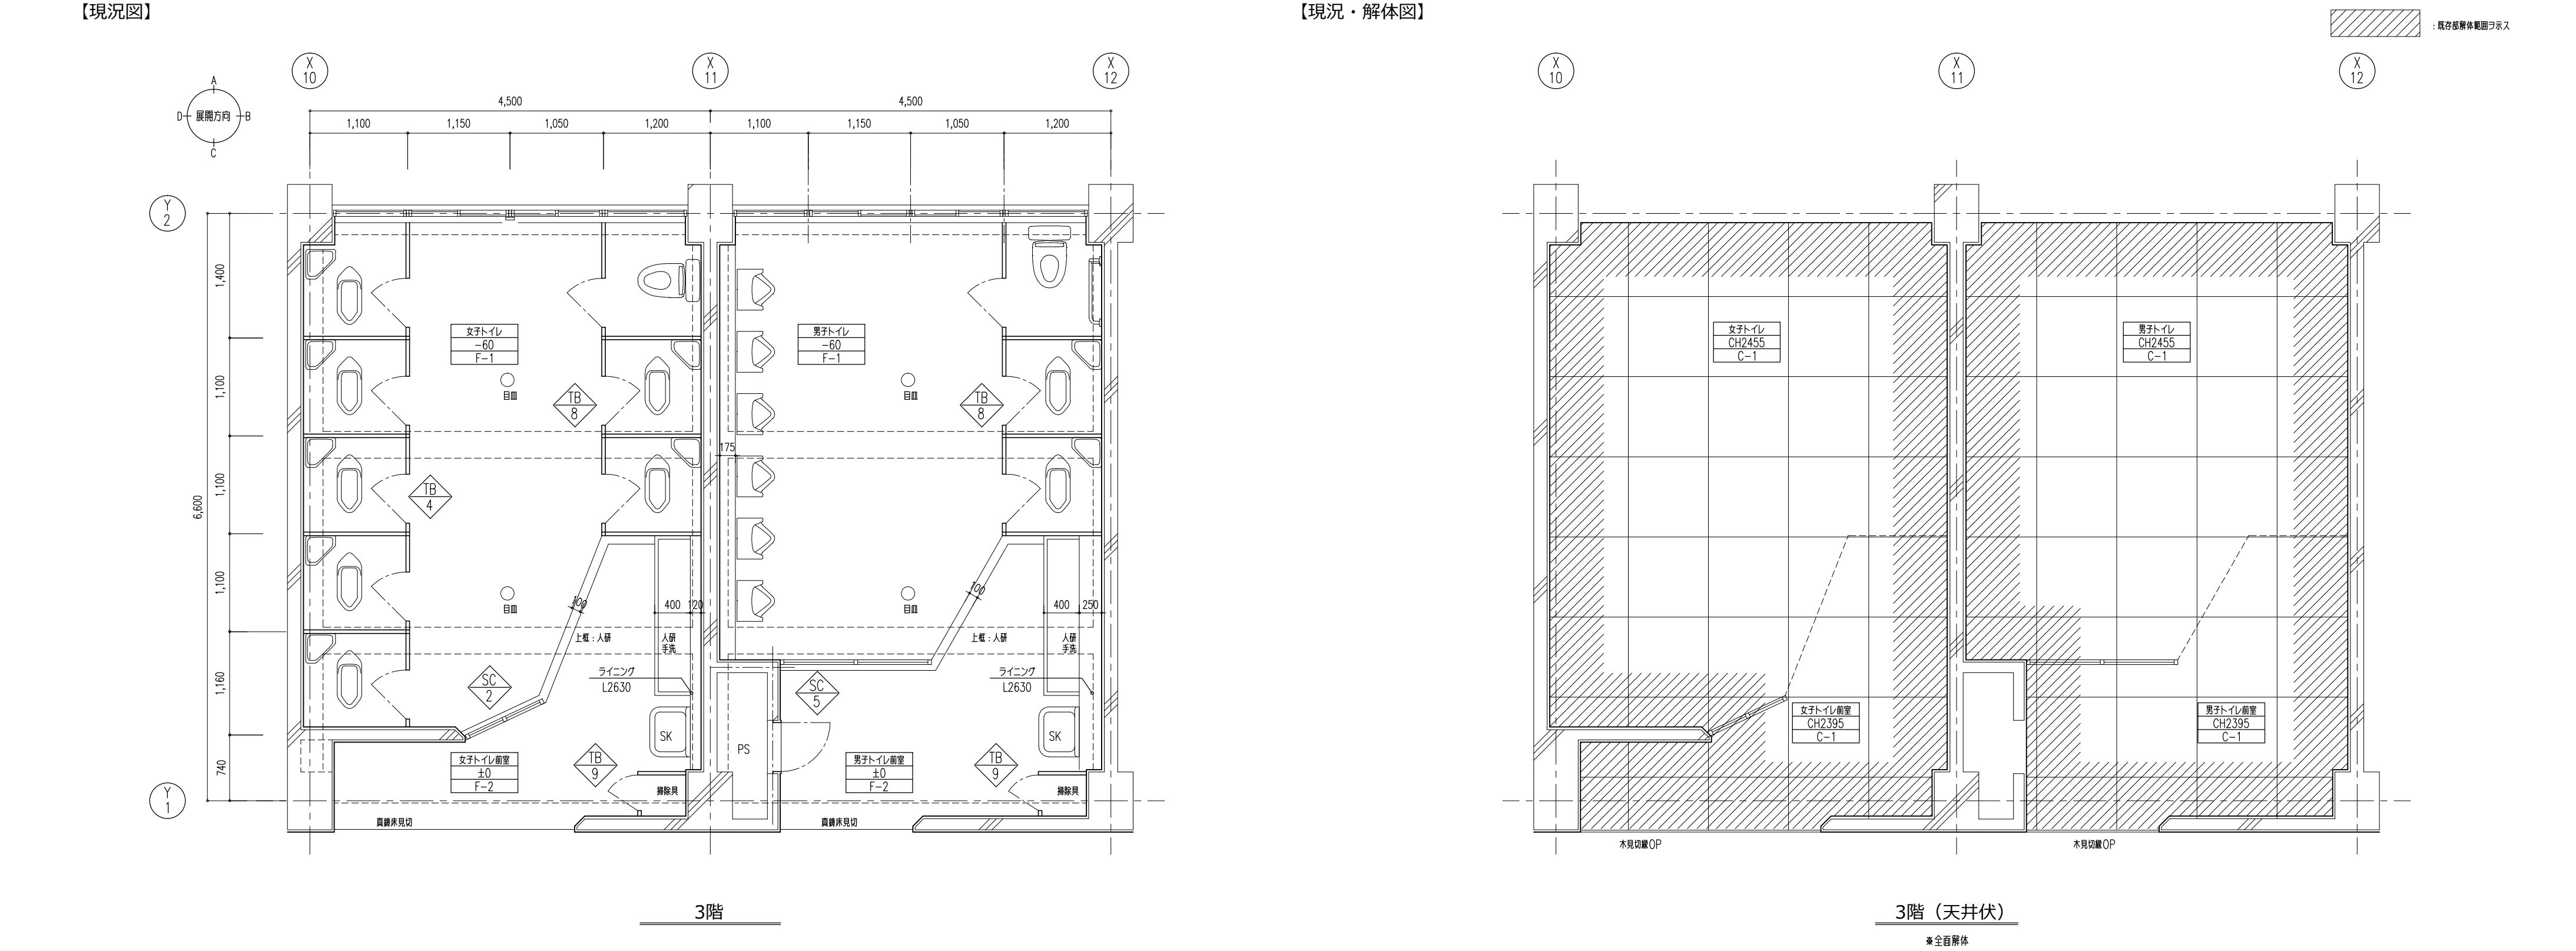 【現況図】
【現況・解体図】
：既存部解体範囲ヲ示ス
X
10
X
11
X
12
X
10
X
11
X
12
A
D 展開方向 B
C
4,500
4,500
1,100
1,150
1,050
1,200
1,100
1,150
1,050
1,200
Y
2
1,400
1,100
1,100
1,100
1,160
740
6,600
Y
1
女子トイレ
-60
F-1
男子トイレ
-60
F-1
目皿
目皿
TB
8
TB
8
175
TB
4
目皿
目皿
100
100
400
120
400
250
上框：人研
人研
手洗
上框：人研
人研
手洗
ライニング
L2630
ライニング
L2630
SC
2
SC
5
SK
SK
PS
女子トイレ前室
±0
F-2
男子トイレ前室
±0
F-2
TB
9
TB
9
掃除具
掃除具
真鍮床見切
真鍮床見切
3階
女子トイレ
CH2455
C-1
男子トイレ
CH2455
C-1
女子トイレ前室
CH2395
C-1
男子トイレ前室
CH2395
C-1
木見切縁OP
木見切縁OP
3階（天井伏）
※全面解体